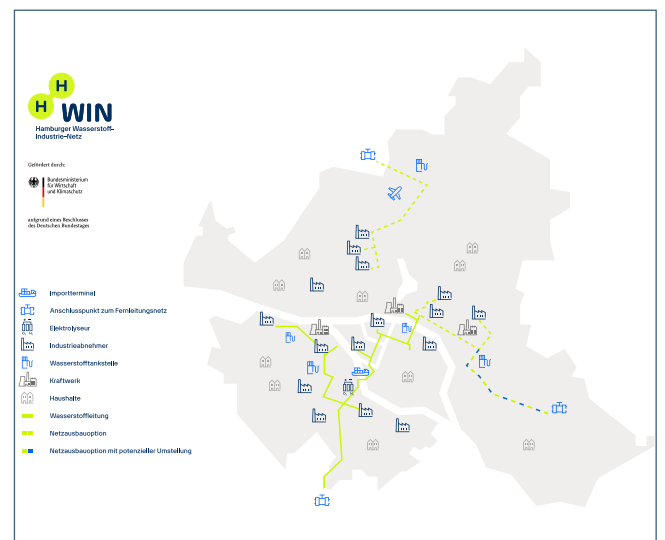 H
H
WIN
Hamburger Wasserstoff-
Industrie-Netz
Gefördert durch:
Bundesministerium
für Wirtschaft
und Klimaschutz
aufgrund eines Beschlusses
des Deutschen Bundestages
Importterminal
Anschlusspunkt zum Fernleitungsnetz
Elektrolyseur
Industrieabnehmer
Wasserstofftankstelle
Kraftwerk
Haushalte
Wasserstoffleitung
Netzausbauoption
Netzausbauoption mit potenzieller Umstellung